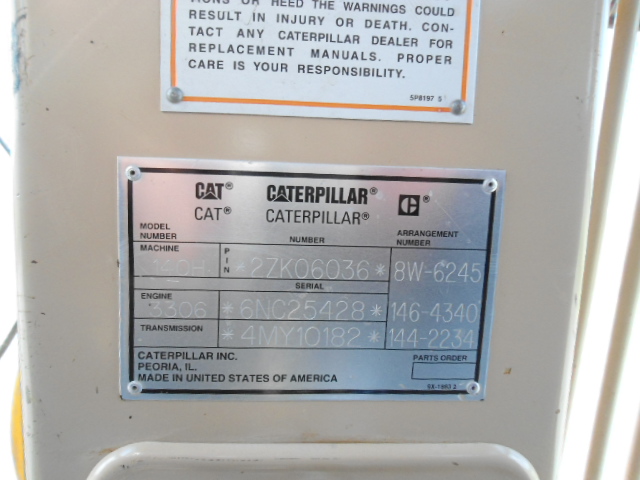 OR HEED THE WARNINGS COULD
RESULT IN INJURY OR DEATH. CON-
TACT ANY CATERPILLAR DEALER FOR
REPLACEMENT MANUALS. PROPER
CARE IS YOUR RESPONSIBILITY.
5P8197 5
CAT® CATERPILLAR® C®
CAT® CATERPILLAR®
MODEL NUMBER NUMBER ARRANGEMENT NUMBER
MACHINE PIN *2ZK06036* 8W-6245
SERIAL
ENGINE 3306 *6NC25428* 146-4340
TRANSMISSION *4MY10182* 144-2234
CATERPILLAR INC. PARTS ORDER
PEORIA, IL.
MADE IN UNITED STATES OF AMERICA